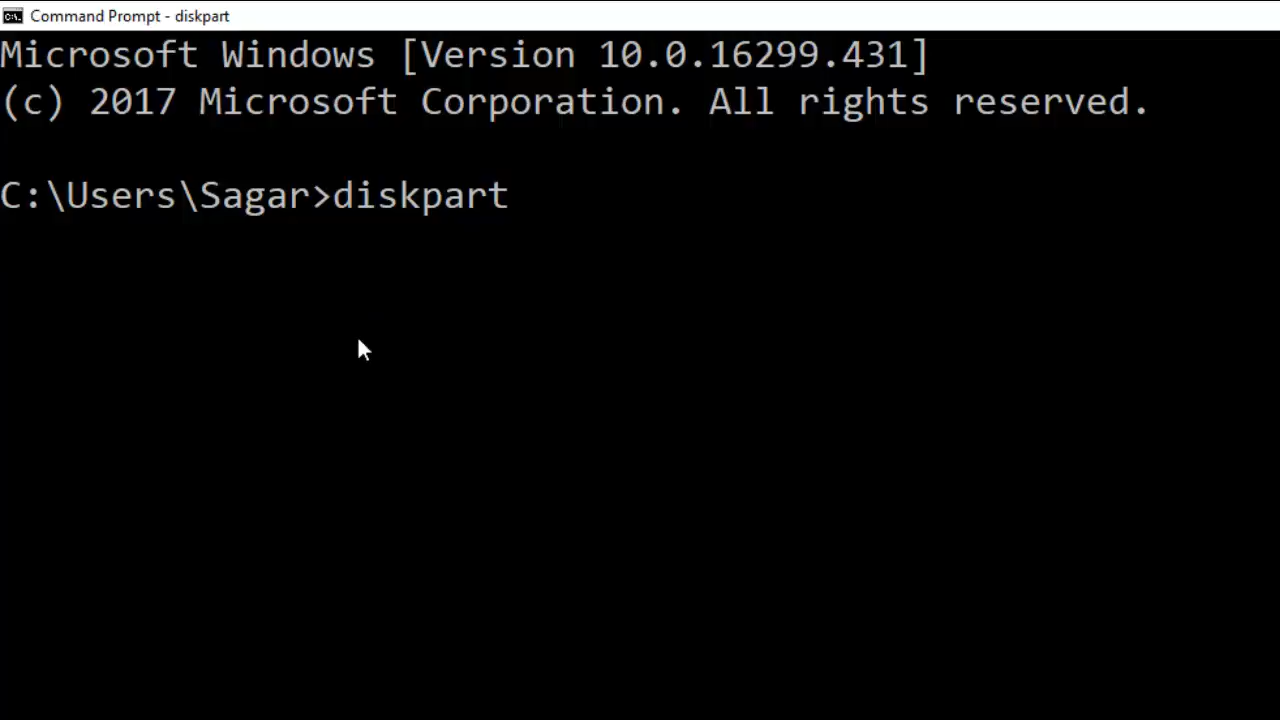 Command Prompt - diskpart
Microsoft Windows [Version 10.0.16299.431]
(c) 2017 Microsoft Corporation. All rights reserved.
C:\Users\Sagar>diskpart